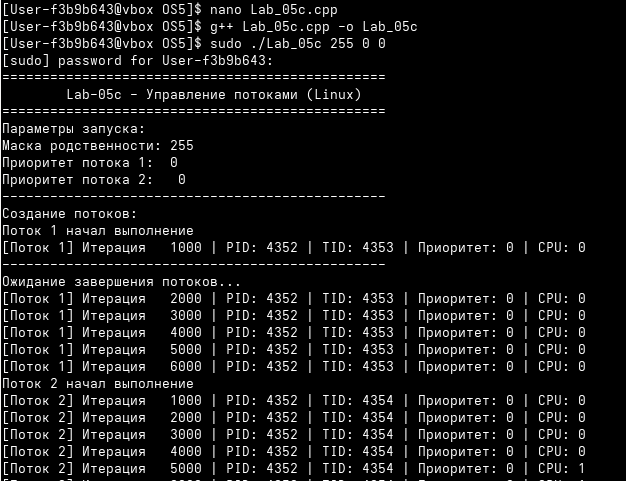 [User-f3b9b643@vbox OS5]$ nano Lab_05c.cpp
[User-f3b9b643@vbox OS5]$ g++ Lab_05c.cpp -o Lab_05c
[User-f3b9b643@vbox OS5]$ sudo ./Lab_05c 255 0 0
[sudo] password for User-f3b9b643:
================================================
        Lab-05c – Управление потоками (Linux)
================================================
Параметры запуска:
Маска родственности: 255
Приоритет потока 1:  0
Приоритет потока 2:   0
------------------------------------------------
Создание потоков:
Поток 1 начал выполнение
[Поток 1] Итерация   1000 | PID: 4352 | TID: 4353 | Приоритет: 0 | CPU: 0
------------------------------------------------
Ожидание завершения потоков...
[Поток 1] Итерация   2000 | PID: 4352 | TID: 4353 | Приоритет: 0 | CPU: 0
[Поток 1] Итерация   3000 | PID: 4352 | TID: 4353 | Приоритет: 0 | CPU: 0
[Поток 1] Итерация   4000 | PID: 4352 | TID: 4353 | Приоритет: 0 | CPU: 0
[Поток 1] Итерация   5000 | PID: 4352 | TID: 4353 | Приоритет: 0 | CPU: 0
[Поток 1] Итерация   6000 | PID: 4352 | TID: 4353 | Приоритет: 0 | CPU: 0
Поток 2 начал выполнение
[Поток 2] Итерация   1000 | PID: 4352 | TID: 4354 | Приоритет: 0 | CPU: 0
[Поток 2] Итерация   2000 | PID: 4352 | TID: 4354 | Приоритет: 0 | CPU: 0
[Поток 2] Итерация   3000 | PID: 4352 | TID: 4354 | Приоритет: 0 | CPU: 0
[Поток 2] Итерация   4000 | PID: 4352 | TID: 4354 | Приоритет: 0 | CPU: 0
[Поток 2] Итерация   5000 | PID: 4352 | TID: 4354 | Приоритет: 0 | CPU: 1